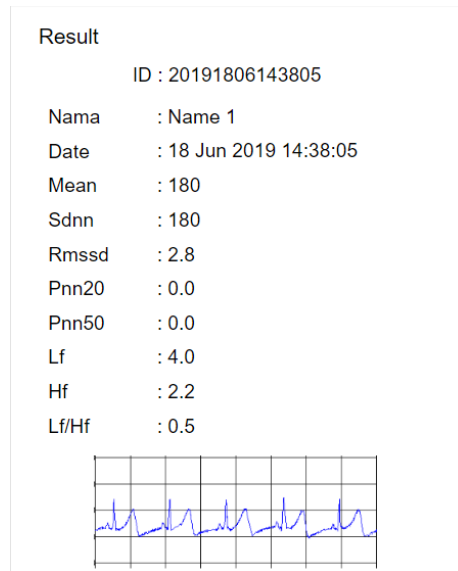 Result
ID : 20191806143805
Nama : Name 1
Date : 18 Jun 2019 14:38:05
Mean : 180
Sdnn : 180
Rmssd : 2.8
Pnn20 : 0.0
Pnn50 : 0.0
Lf : 4.0
Hf : 2.2
Lf/Hf : 0.5